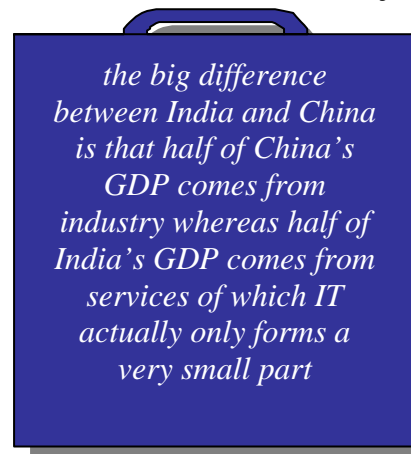 the big difference
between India and China
is that half of China’s
GDP comes from
industry whereas half of
India’s GDP comes from
services of which IT
actually only forms a
very small part